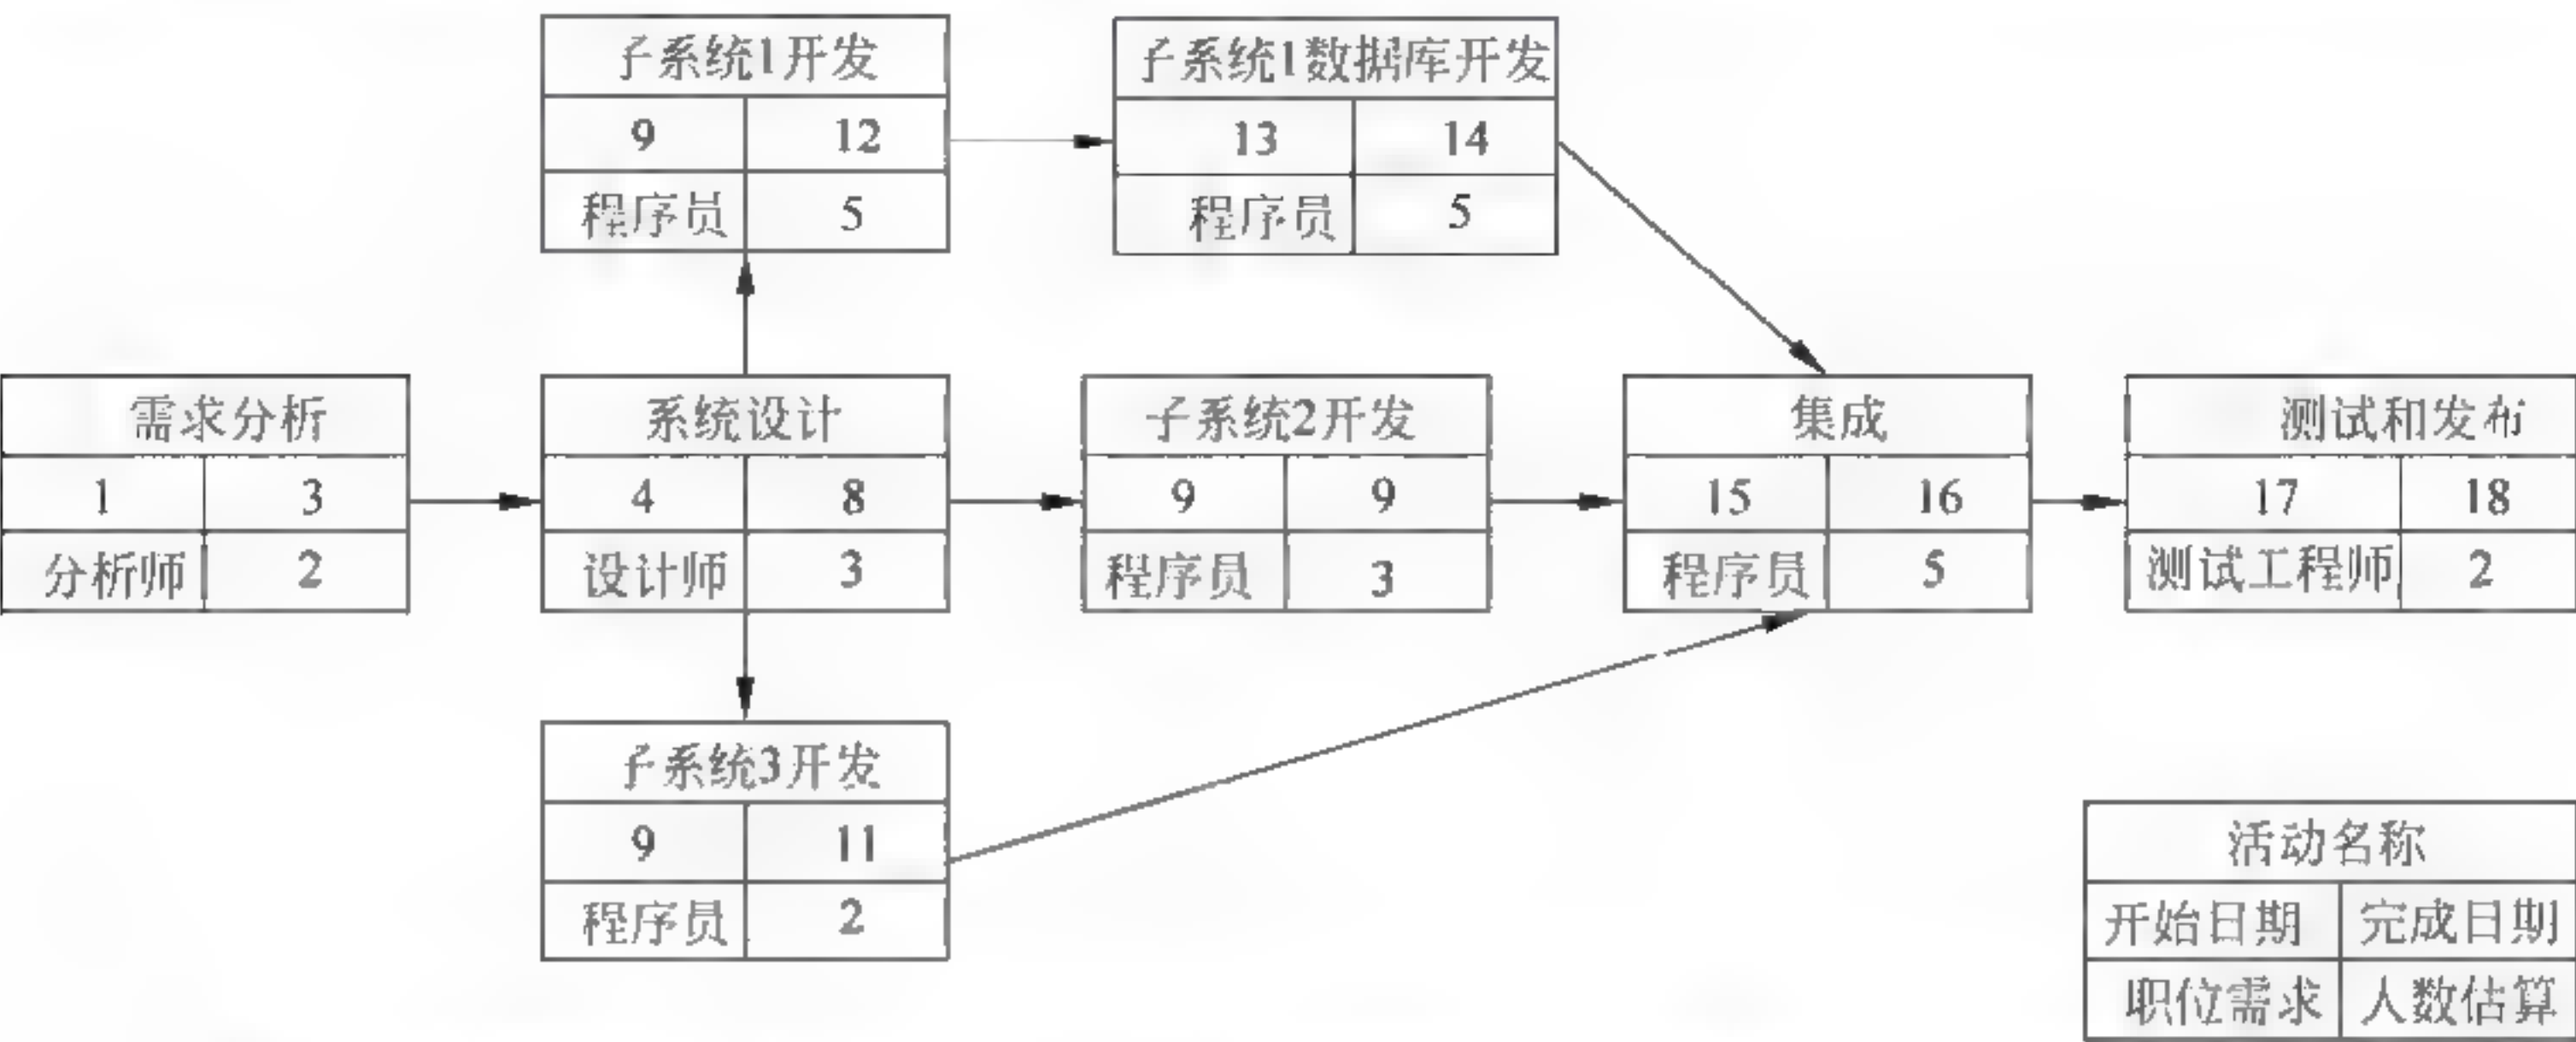 子系统1开发
9 12
程序员 5
子系统1数据库开发
13 14
程序员 5
需求分析
1 3
分析师 2
系统设计
4 8
设计师 3
子系统2开发
9 9
程序员 3
集成
15 16
程序员 5
测试和发布
17 18
测试工程师 2
子系统3开发
9 11
程序员 2
活动名称
开始日期 完成日期
职位需求 人数估算